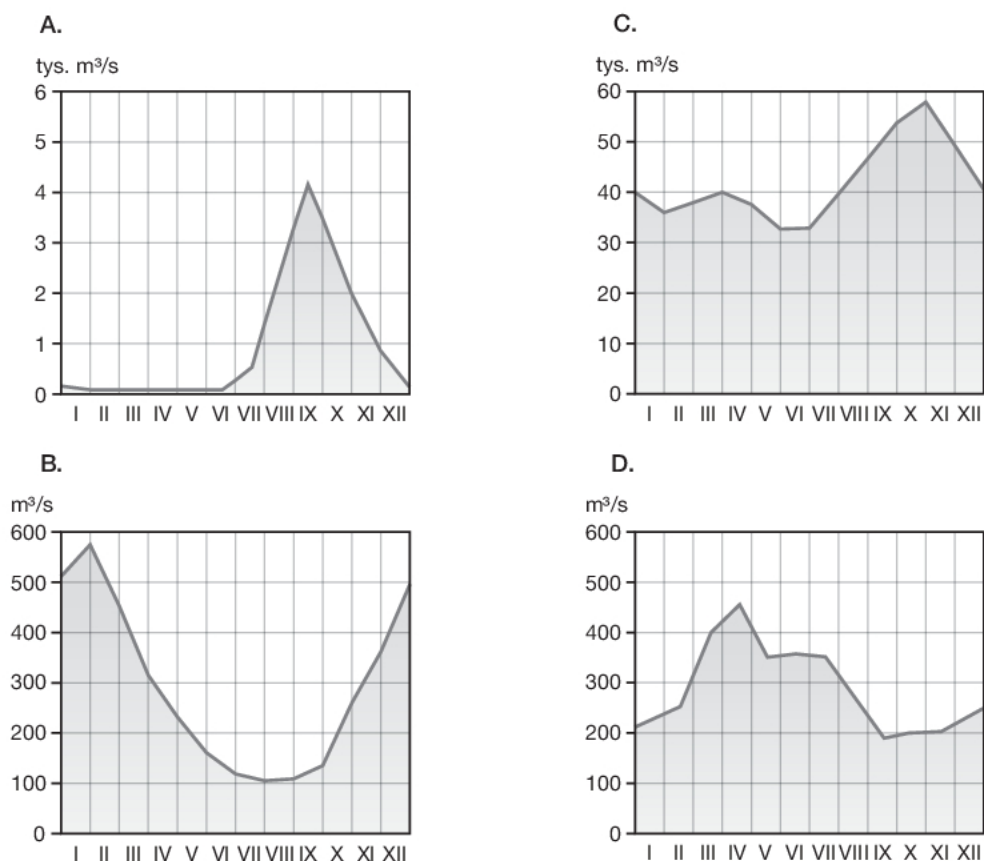 A.
tys. m³/s
6
5
4
3
2
1
0
I II III IV V VI VII VIII IX X XI XII
C.
tys. m³/s
60
50
40
30
20
10
0
I II III IV V VI VII VIII IX X XI XII
B.
m³/s
600
500
400
300
200
100
0
I II III IV V VI VII VIII IX X XI XII
D.
m³/s
600
500
400
300
200
100
0
I II III IV V VI VII VIII IX X XI XII